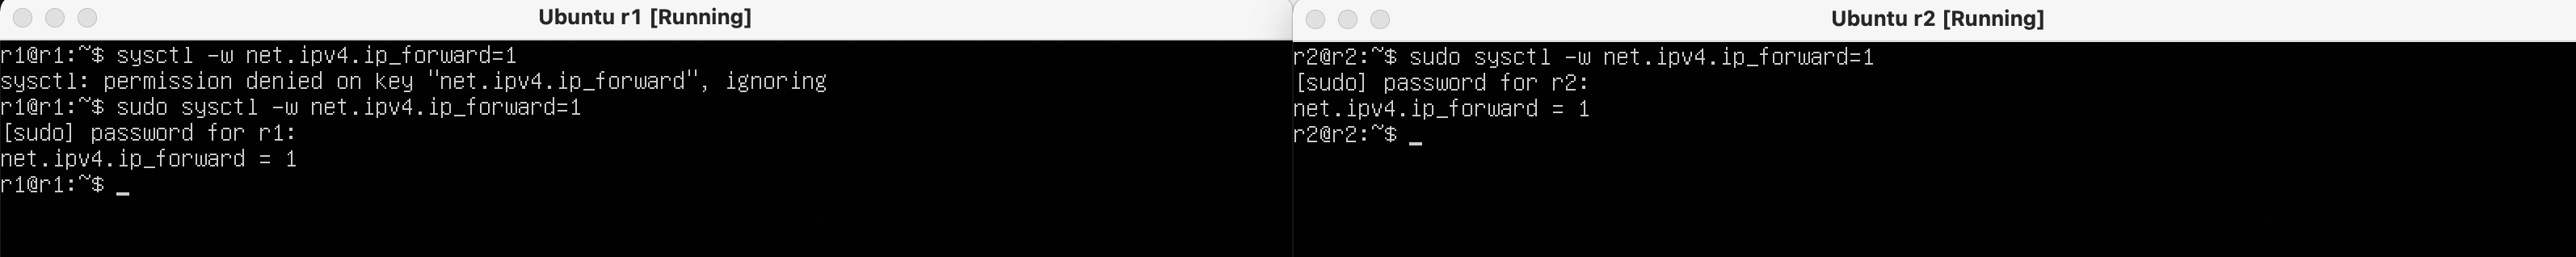 Ubuntu r1 [Running]
r1@r1:~$ sysctl -w net.ipv4.ip_forward=1
sysctl: permission denied on key "net.ipv4.ip_forward", ignoring
r1@r1:~$ sudo sysctl -w net.ipv4.ip_forward=1
[sudo] password for r1:
net.ipv4.ip_forward = 1
r1@r1:~$ _
Ubuntu r2 [Running]
r2@r2:~$ sudo sysctl -w net.ipv4.ip_forward=1
[sudo] password for r2:
net.ipv4.ip_forward = 1
r2@r2:~$ _